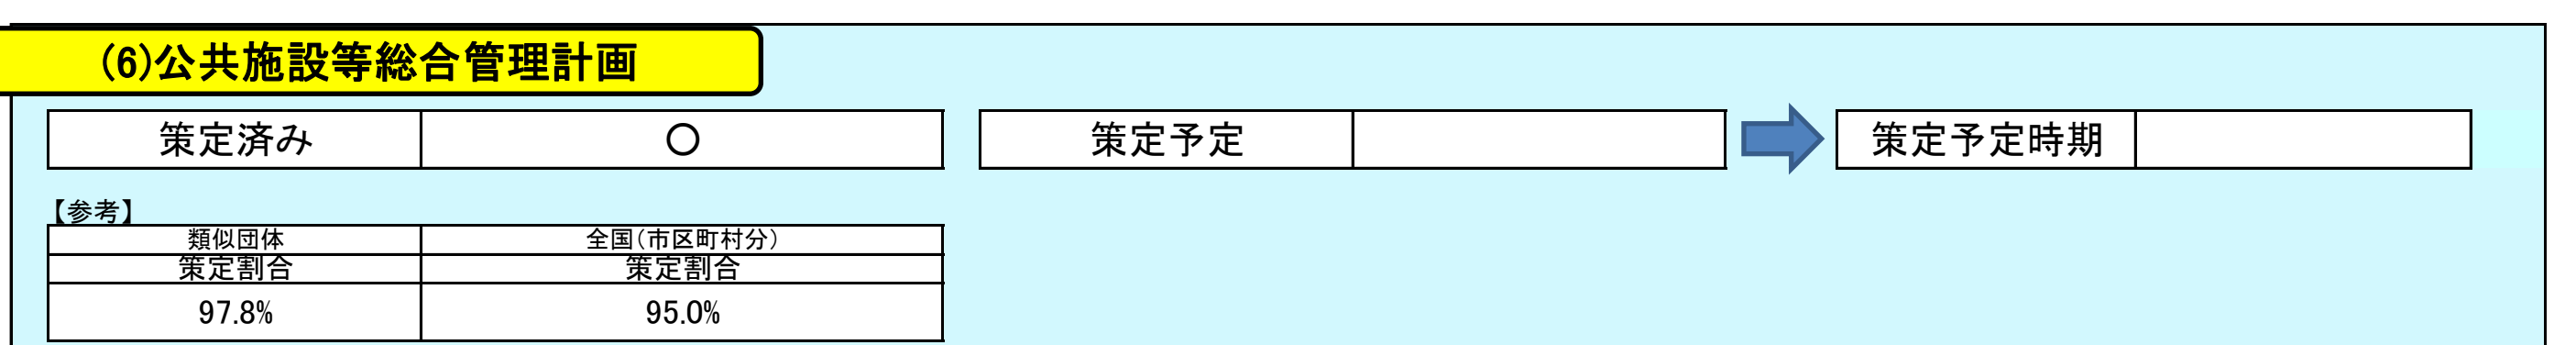 (6)公共施設等総合管理計画
策定済み ○ 策定予定 策定予定時期
【参考】
類似団体 全国(市区町村分)
策定割合 策定割合
97.8% 95.0%